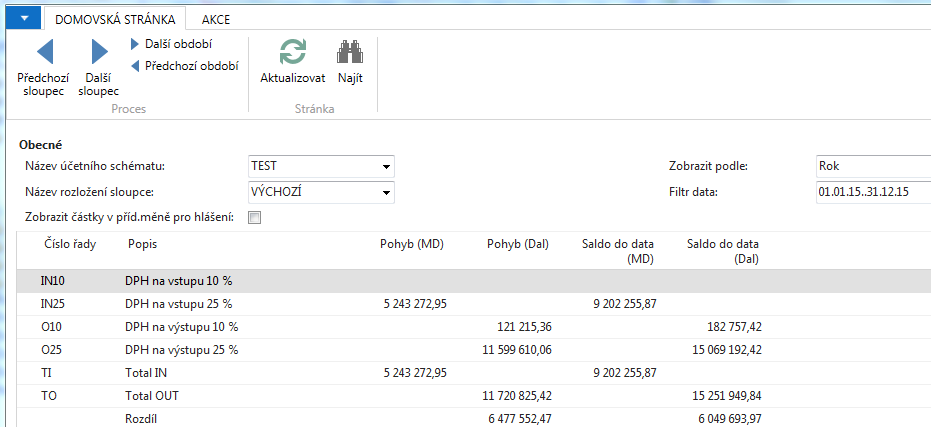 DOMOVSKÁ STRÁNKA AKCE
Předchozí sloupec
Další sloupec
Další období
Předchozí období
Proces
Aktualizovat
Najít
Stránka
Obecné
Název účetního schématu: TEST Zobrazit podle: Rok
Název rozložení sloupce: VÝCHOZÍ Filtr data: 01.01.15..31.12.15
Zobrazit částky v příd.měně pro hlášení:
Číslo řady Popis Pohyb (MD) Pohyb (Dal) Saldo do data (MD) Saldo do data (Dal)
IN10 DPH na vstupu 10 %
IN25 DPH na vstupu 25 % 5 243 272,95 9 202 255,87
O10 DPH na výstupu 10 % 121 215,36 182 757,42
O25 DPH na výstupu 25 % 11 599 610,06 15 069 192,42
TI Total IN 5 243 272,95 9 202 255,87
TO Total OUT 11 720 825,42 15 251 949,84
Rozdíl 6 477 552,47 6 049 693,97